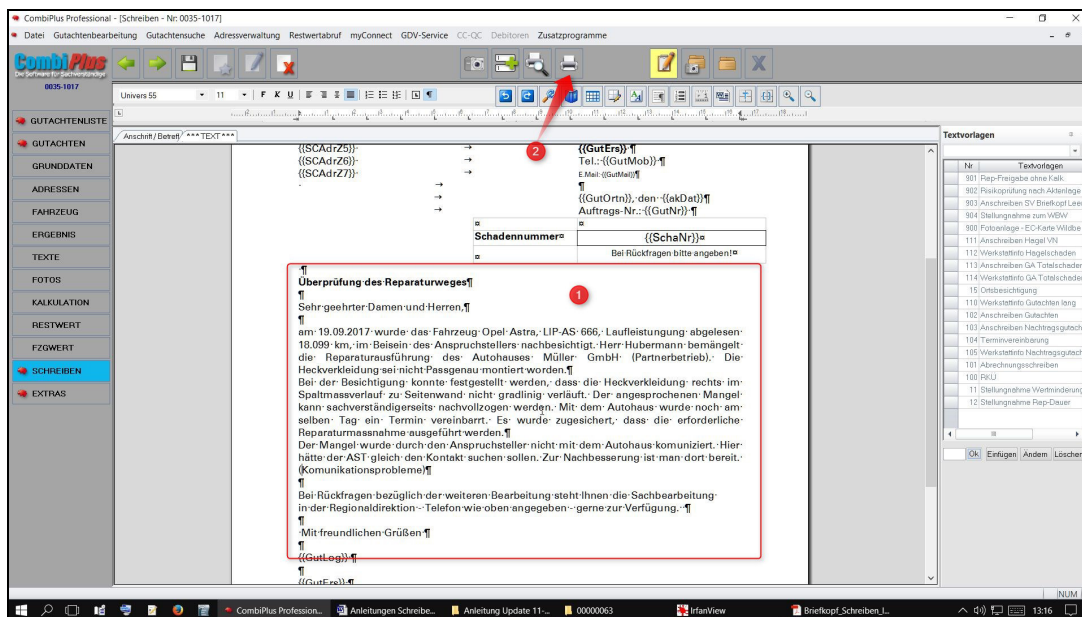 CombiPlus Professional - [Schreiben - Nr: 0035-1017]
Datei Gutachtenbearbeitung Gutachtensuche Adressverwaltung Restwertabruf myConnect GDV-Service CC-QC Debitoren Zusatzprogramme
CombiPlus
Die Software für Sachverständige
0035-1017
Univers 55 11 F K U
GUTACHTENLISTE
GUTACHTEN
GRUNDDATEN
ADRESSEN
FAHRZEUG
ERGEBNIS
TEXTE
FOTOS
KALKULATION
RESTWERT
FZGWERT
SCHREIBEN
EXTRAS
Anschrift / Betreff *** TEXT ***
2
{{SCAdrZ5}} → {{GutErs}}¶
{{SCAdrZ6}} → Tel.: {{GutMob}}¶
{{SCAdrZ7}} → E.Mail: {{GutMail}}¶
→ ¶
→ {{GutOrtn}}, den {{akDat}}¶
→ Auftrags-Nr.: {{GutNr}}¶
Schadennummer¤ {{SchaNr}}¤
Bei Rückfragen bitte angeben!¤
¶
Überprüfung des Reparaturweges¶
1
¶
Sehr geehrter Damen und Herren,¶
¶
am 19.09.2017 wurde das Fahrzeug Opel Astra, LIP-AS 666, Laufleistungung abgelesen
18.099 km, im Beisein des Anspruchstellers nachbesichtigt. Herr Hubermann bemängelt
die Reparaturausführung des Autohauses Müller GmbH (Partnerbetrieb). Die
Heckverkleidung sei nicht Passgenau montiert worden.¶
Bei der Besichtigung konnte festgestellt werden, dass die Heckverkleidung rechts im
Spaltmassverlauf zu Seitenwand nicht gradlinig verläuft. Der angesprochenen Mangel
kann sachverständigerseits nachvollzogen werden. Mit dem Autohaus wurde noch am
selben Tag ein Termin vereinbarrt. Es wurde zugesichert, dass die erforderliche
Reparaturmassnahme ausgeführt werden.¶
Der Mangel wurde durch den Anspruchsteller nicht mit dem Autohaus komuniziert. Hier
hätte der AST gleich den Kontakt suchen sollen. Zur Nachbesserung ist man dort bereit.
(Komunikationsprobleme)¶
¶
Bei Rückfragen bezüglich der weiteren Bearbeitung steht Ihnen die Sachbearbeitung
in der Regionaldirektion - Telefon wie oben angegeben - gerne zur Verfügung. ¶
¶
Mit freundlichen Grüßen ¶
¶
{{GutLog}} ¶
¶
{{GutErs}} ¶
Textvorlagen
Nr Textvorlagen
901 Rep-Freigabe ohne Kalk.
902 Risikoprüfung nach Aktenlage
903 Anschreiben SV Briefkopf Leer
904 Stellungnahme zum WBW
900 Fotoanlage - EC-Karte Wildbe
111 Anschreiben Hagel VN
112 Werkstattinfo Hagelschaden
113 Anschreiben GA Totalschaden
114 Werkstattinfo GA Totalschade
15 Ortsbesichtigung
110 Werkstattinfo Gutachten lang
102 Anschreiben Gutachten
103 Anschreiben Nachtragsgutach
104 Terminvereinbarung
105 Werkstattinfo Nachtragsgutach
101 Abrechnungsschreiben
100 RKÜ
11 Stellungnahme Wertminderung
12 Stellungnahme Rep-Dauer
Ok Einfügen Ändern Löschen
NUM
CombiPlus Profession... Anleitungen Schreibe... Anleitung Update 11-... 00000063 IrfanView Briefkopf_Schreiben_I... 13:16